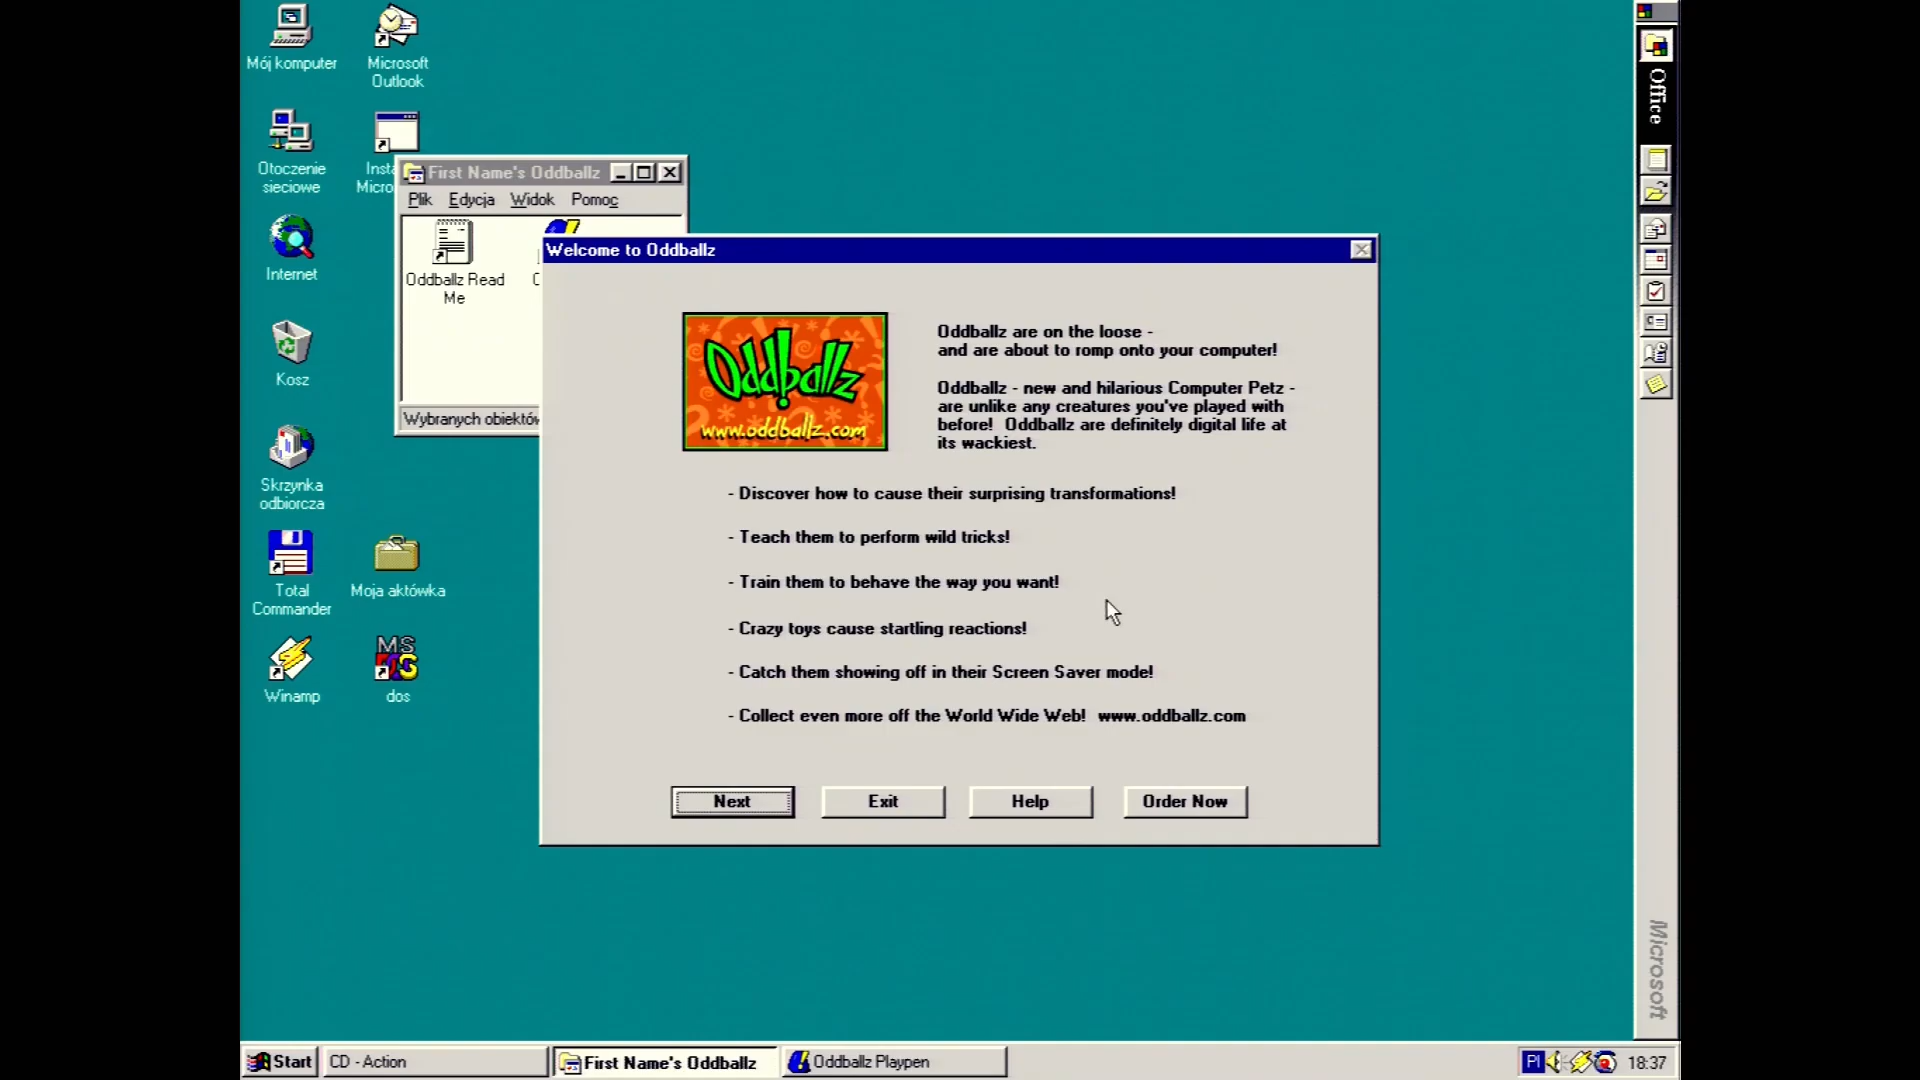 Mój komputer
Microsoft
Outlook
Otoczenie
sieciowe
Internet
Kosz
Skrzynka
odbiorcza
Total
Commander
Moja aktówka
Winamp
MS
dos
First Name's Oddballz
Plik Edycja Widok Pomoc
Oddballz Read
Me
Wybranych obiektów
Welcome to Oddballz
Oddballz
www.oddballz.com
Oddballz are on the loose -
and are about to romp onto your computer!
Oddballz - new and hilarious Computer Petz -
are unlike any creatures you've played with
before! Oddballz are definitely digital life at
its wackiest.
- Discover how to cause their surprising transformations!
- Teach them to perform wild tricks!
- Train them to behave the way you want!
- Crazy toys cause startling reactions!
- Catch them showing off in their Screen Saver mode!
- Collect even more off the World Wide Web! www.oddballz.com
Next Exit Help Order Now
Office
Microsoft
Start CD - Action First Name's Oddballz Oddballz Playpen Pl 18:37